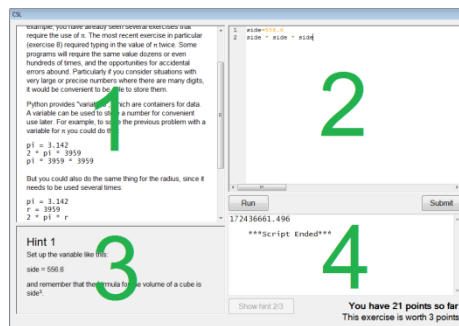 CSL
example, you have already seen several exercises that
require the use of π. The most recent exercise in particular
(exercise 8) required typing in the value of π twice. Some
programs will require the same value dozens or even
hundreds of times, and the opportunities for accidental
errors abound. Particularly if you consider situations with
very large or precise numbers where there are many digits,
it would be convenient to be able to store them.
Python provides "variables", which are containers for data.
A variable can be used to store a number for convenient
use later. For example, to solve the previous problem with a
variable for π you could do this:
pi = 3.142
2 * pi * 3959
pi * 3959 * 3959
But you could also do the same thing for the radius, since it
needs to be used several times:
pi = 3.142
r = 3959
2 * pi * r
1
1 side=556.6
2 side * side * side
2
Run
Submit
Hint 1
Set up the variable like this:
side = 556.6
and remember that the formula for the volume of a cube is
side³.
3
172436661.496
***Script Ended***
4
Show hint 2/3
You have 21 points so far
This exercise is worth 3 points